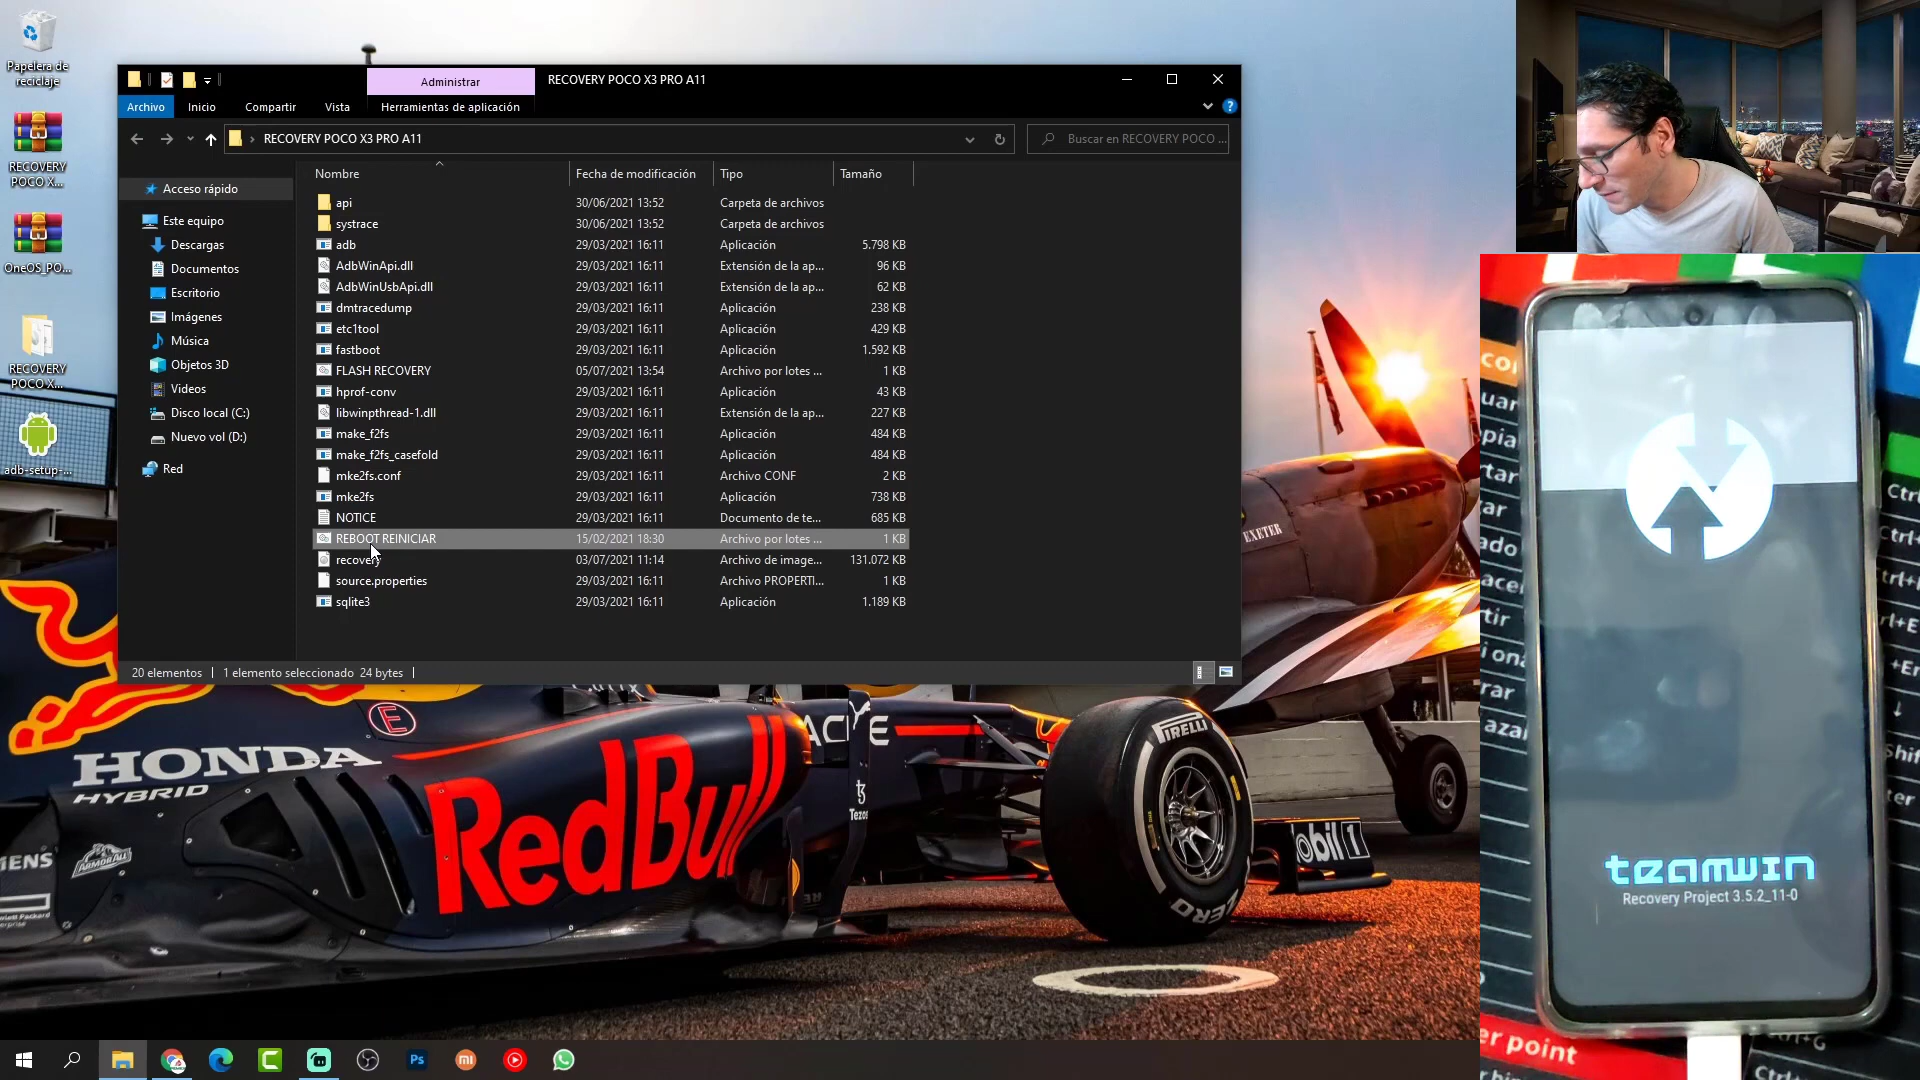 Papelera de
reciclaje
RECOVERY
POCO X...
OneOS_PO...
RECOVERY
POCO X...
adb-setup-...
Administrar
RECOVERY POCO X3 PRO A11
Archivo
Inicio
Compartir
Vista
Herramientas de aplicación
RECOVERY POCO X3 PRO A11
Buscar en RECOVERY POCO ...
Acceso rápido
Este equipo
Descargas
Documentos
Escritorio
Imágenes
Música
Objetos 3D
Videos
Disco local (C:)
Nuevo vol (D:)
Red
Nombre Fecha de modificación Tipo Tamaño
api 30/06/2021 13:52 Carpeta de archivos
systrace 30/06/2021 13:52 Carpeta de archivos
adb 29/03/2021 16:11 Aplicación 5.798 KB
AdbWinApi.dll 29/03/2021 16:11 Extensión de la ap... 96 KB
AdbWinUsbApi.dll 29/03/2021 16:11 Extensión de la ap... 62 KB
dmtracedump 29/03/2021 16:11 Aplicación 238 KB
etc1tool 29/03/2021 16:11 Aplicación 429 KB
fastboot 29/03/2021 16:11 Aplicación 1.592 KB
FLASH RECOVERY 05/07/2021 13:54 Archivo por lotes ... 1 KB
hprof-conv 29/03/2021 16:11 Aplicación 43 KB
libwinpthread-1.dll 29/03/2021 16:11 Extensión de la ap... 227 KB
make_f2fs 29/03/2021 16:11 Aplicación 484 KB
make_f2fs_casefold 29/03/2021 16:11 Aplicación 484 KB
mke2fs.conf 29/03/2021 16:11 Archivo CONF 2 KB
mke2fs 29/03/2021 16:11 Aplicación 738 KB
NOTICE 29/03/2021 16:11 Documento de te... 685 KB
REBOOT REINICIAR 15/02/2021 18:30 Archivo por lotes ... 1 KB
recovery 03/07/2021 11:14 Archivo de image... 131.072 KB
source.properties 29/03/2021 16:11 Archivo PROPERTI... 1 KB
sqlite3 29/03/2021 16:11 Aplicación 1.189 KB
20 elementos 1 elemento seleccionado 24 bytes
EXETER
HONDA
HYBRID
RedBull
PIRELLI
ZERO
Tezos
Mobil 1
ARMORALL
teamwin
Recovery Project 3.5.2_11-0
er point
Ps